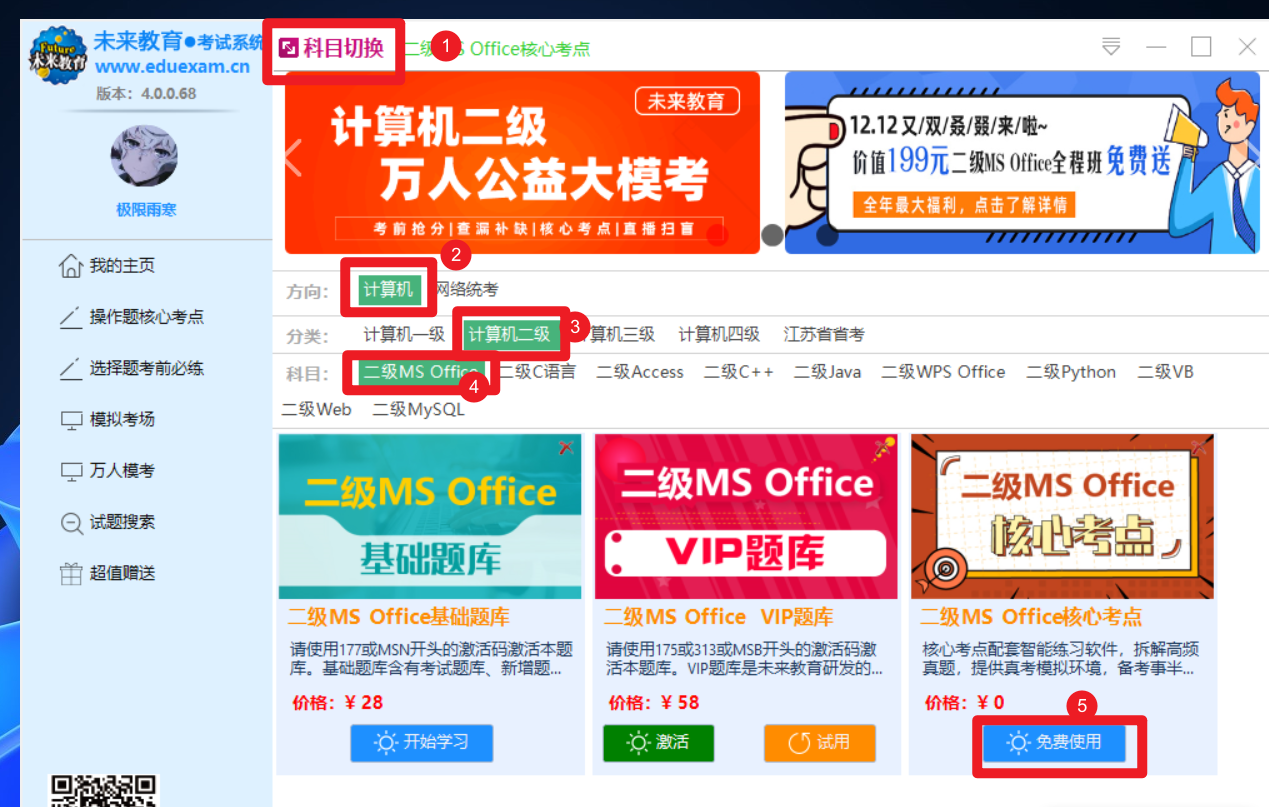 未来教育●考试系统
www.eduexam.cn
版本：4.0.0.68
Future
未来教育
极限雨寒
我的主页
操作题核心考点
选择题考前必练
模拟考场
万人模考
试题搜索
超值赠送
科目切换
1
二级MS Office核心考点
未来教育
计算机二级
万人公益大模考
考前抢分|查漏补缺|核心考点|直播扫盲
12.12又/双/叒/叕/来/啦~
价值199元二级MS Office全程班免费送
全年最大福利，点击了解详情
2
方向： 计算机 网络统考
3
分类： 计算机一级 计算机二级 计算机三级 计算机四级 江苏省省考
科目： 二级MS Office 二级C语言 二级Access 二级C++ 二级Java 二级WPS Office 二级Python 二级VB
4
二级Web 二级MySQL
二级MS Office
基础题库
二级MS Office基础题库
请使用177或MSN开头的激活码激活本题
库。基础题库含有考试题库、新增题...
价格：¥ 28
开始学习
二级MS Office
VIP题库
二级MS Office VIP题库
请使用175或313或MSB开头的激活码激
活本题库。VIP题库是未来教育研发的...
价格：¥ 58
激活
试用
二级MS Office
核心考点
二级MS Office核心考点
核心考点配套智能练习软件，拆解高频
真题，提供真考模拟环境，备考事半...
价格：¥ 0
5
免费使用